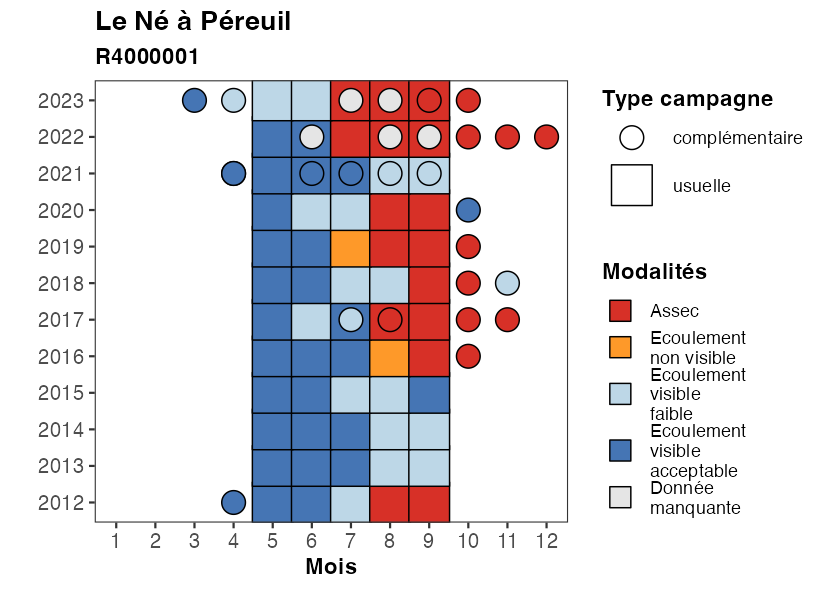 Le Né à Péreuil
R4000001
2023
2022
2021
2020
2019
2018
2017
2016
2015
2014
2013
2012
1 2 3 4 5 6 7 8 9 10 11 12
Mois
Type campagne
complémentaire
usuelle
Modalités
Assec
Ecoulement
non visible
Ecoulement
visible
faible
Ecoulement
visible
acceptable
Donnée
manquante